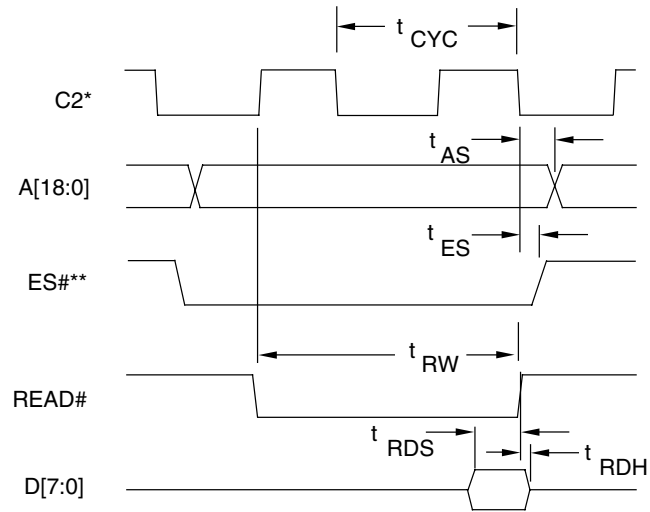 t CYC
C2*
t AS
A[18:0]
t ES
ES#**
t RW
READ#
t RDS
t RDH
D[7:0]